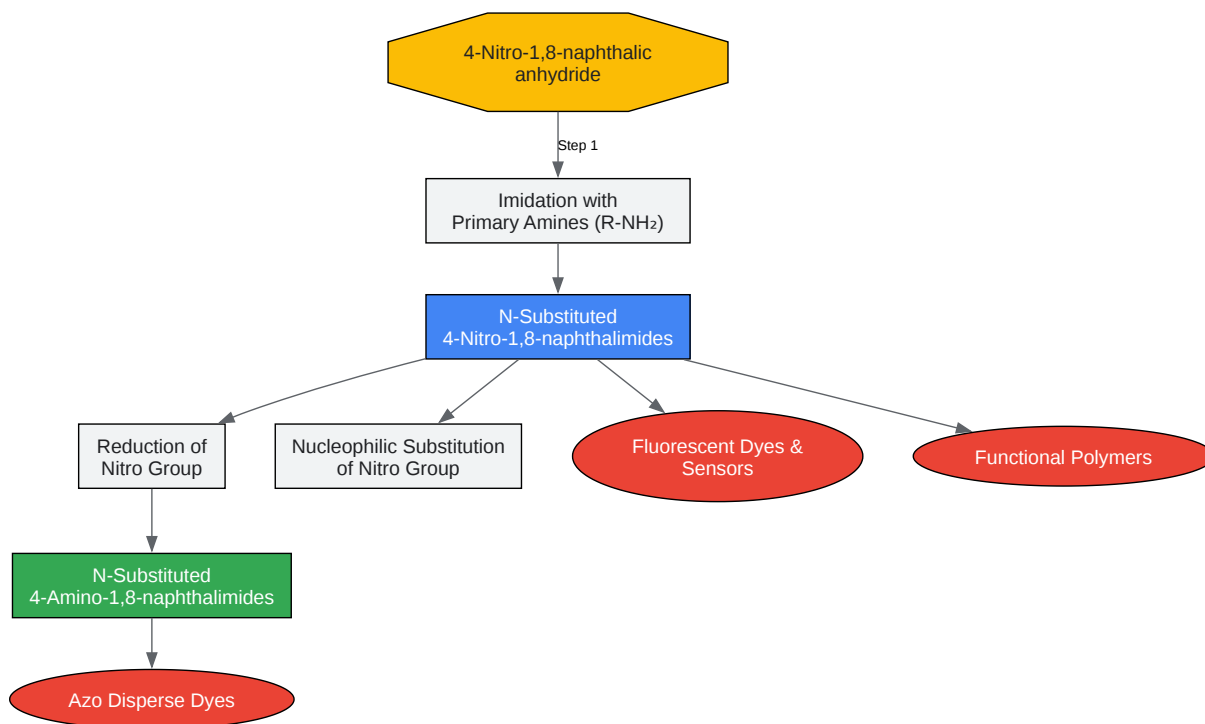 4-Nitro-1,8-naphthalic
anhydride
Step 1
Imidation with
Primary Amines (R-NH₂)
N-Substituted
4-Nitro-1,8-naphthalimides
Reduction of
Nitro Group
Nucleophilic Substitution
of Nitro Group
Fluorescent Dyes &
Sensors
Functional Polymers
N-Substituted
4-Amino-1,8-naphthalimides
Azo Disperse Dyes